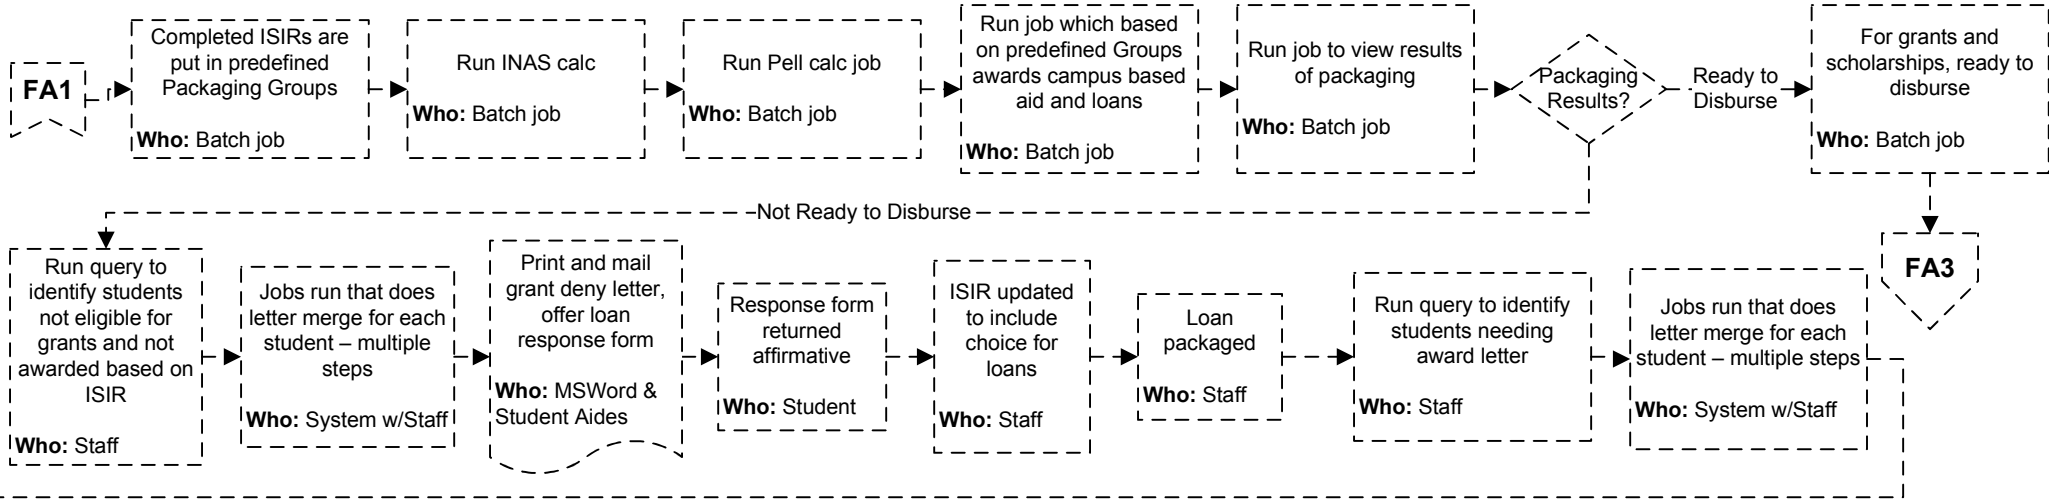 FA1
Completed ISIRs are
put in predefined
Packaging Groups
Who: Batch job
Run INAS calc
Who: Batch job
Run Pell calc job
Who: Batch job
Run job which based
on predefined Groups
awards campus based
aid and loans
Who: Batch job
Run job to view results
of packaging
Who: Batch job
Packaging
Results?
Ready to
Disburse
For grants and
scholarships, ready to
disburse
Who: Batch job
Not Ready to Disburse
FA3
Run query to
identify students
not eligible for
grants and not
awarded based on
ISIR
Who: Staff
Jobs run that does
letter merge for each
student – multiple
steps
Who: System w/Staff
Print and mail
grant deny letter,
offer loan
response form
Who: MSWord &
Student Aides
Response form
returned
affirmative
Who: Student
ISIR updated
to include
choice for
loans
Who: Staff
Loan
packaged
Who: Staff
Run query to identify
students needing
award letter
Who: Staff
Jobs run that does
letter merge for each
student – multiple steps
Who: System w/Staff